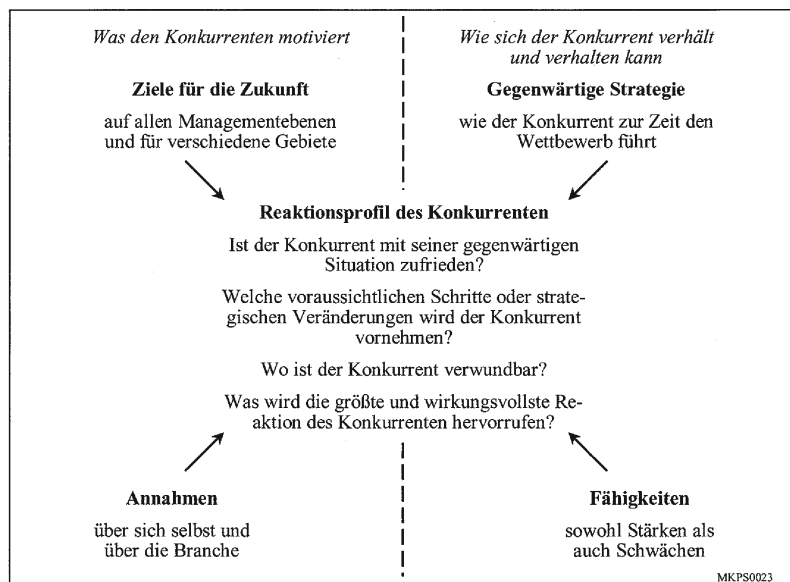 Was den Konkurrenten motiviert
Wie sich der Konkurrent verhält
und verhalten kann
Ziele für die Zukunft
auf allen Managementebenen
und für verschiedene Gebiete
Gegenwärtige Strategie
wie der Konkurrent zur Zeit den
Wettbewerb führt
Reaktionsprofil des Konkurrenten
Ist der Konkurrent mit seiner gegenwärtigen
Situation zufrieden?
Welche voraussichtlichen Schritte oder strate-
gischen Veränderungen wird der Konkurrent
vornehmen?
Wo ist der Konkurrent verwundbar?
Was wird die größte und wirkungsvollste Re-
aktion des Konkurrenten hervorrufen?
Annahmen
über sich selbst und
über die Branche
Fähigkeiten
sowohl Stärken als
auch Schwächen
MKPS0023